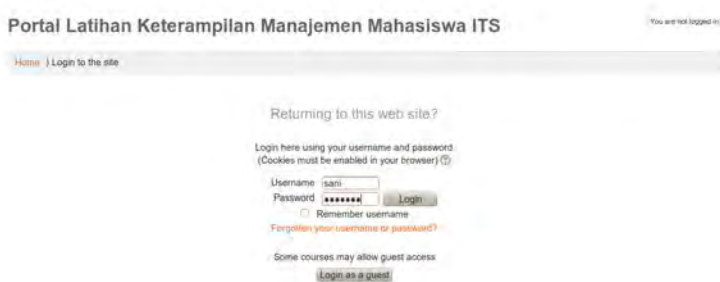 Portal Latihan Keterampilan Manajemen Mahasiswa ITS
You are not logged in
Home ) Login to the site
Returning to this web site?
Login here using your username and password
(Cookies must be enabled in your browser) ?
Username sani
Password ●●●●●●● Login
Remember username
Forgotten your username or password?
Some courses may allow guest access
Login as a guest